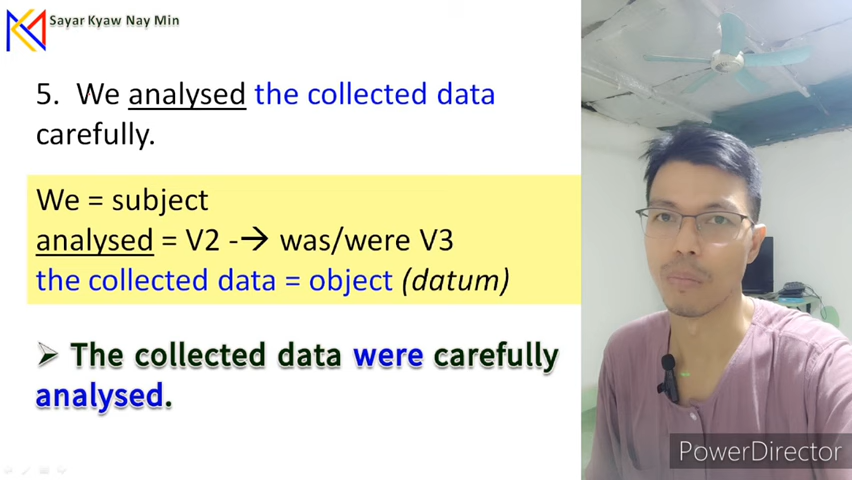 Sayar Kyaw Nay Min
5. We analysed the collected data
carefully.
We = subject
analysed = V2 -→ was/were V3
the collected data = object (datum)
➢ The collected data were carefully
analysed.
PowerDirector